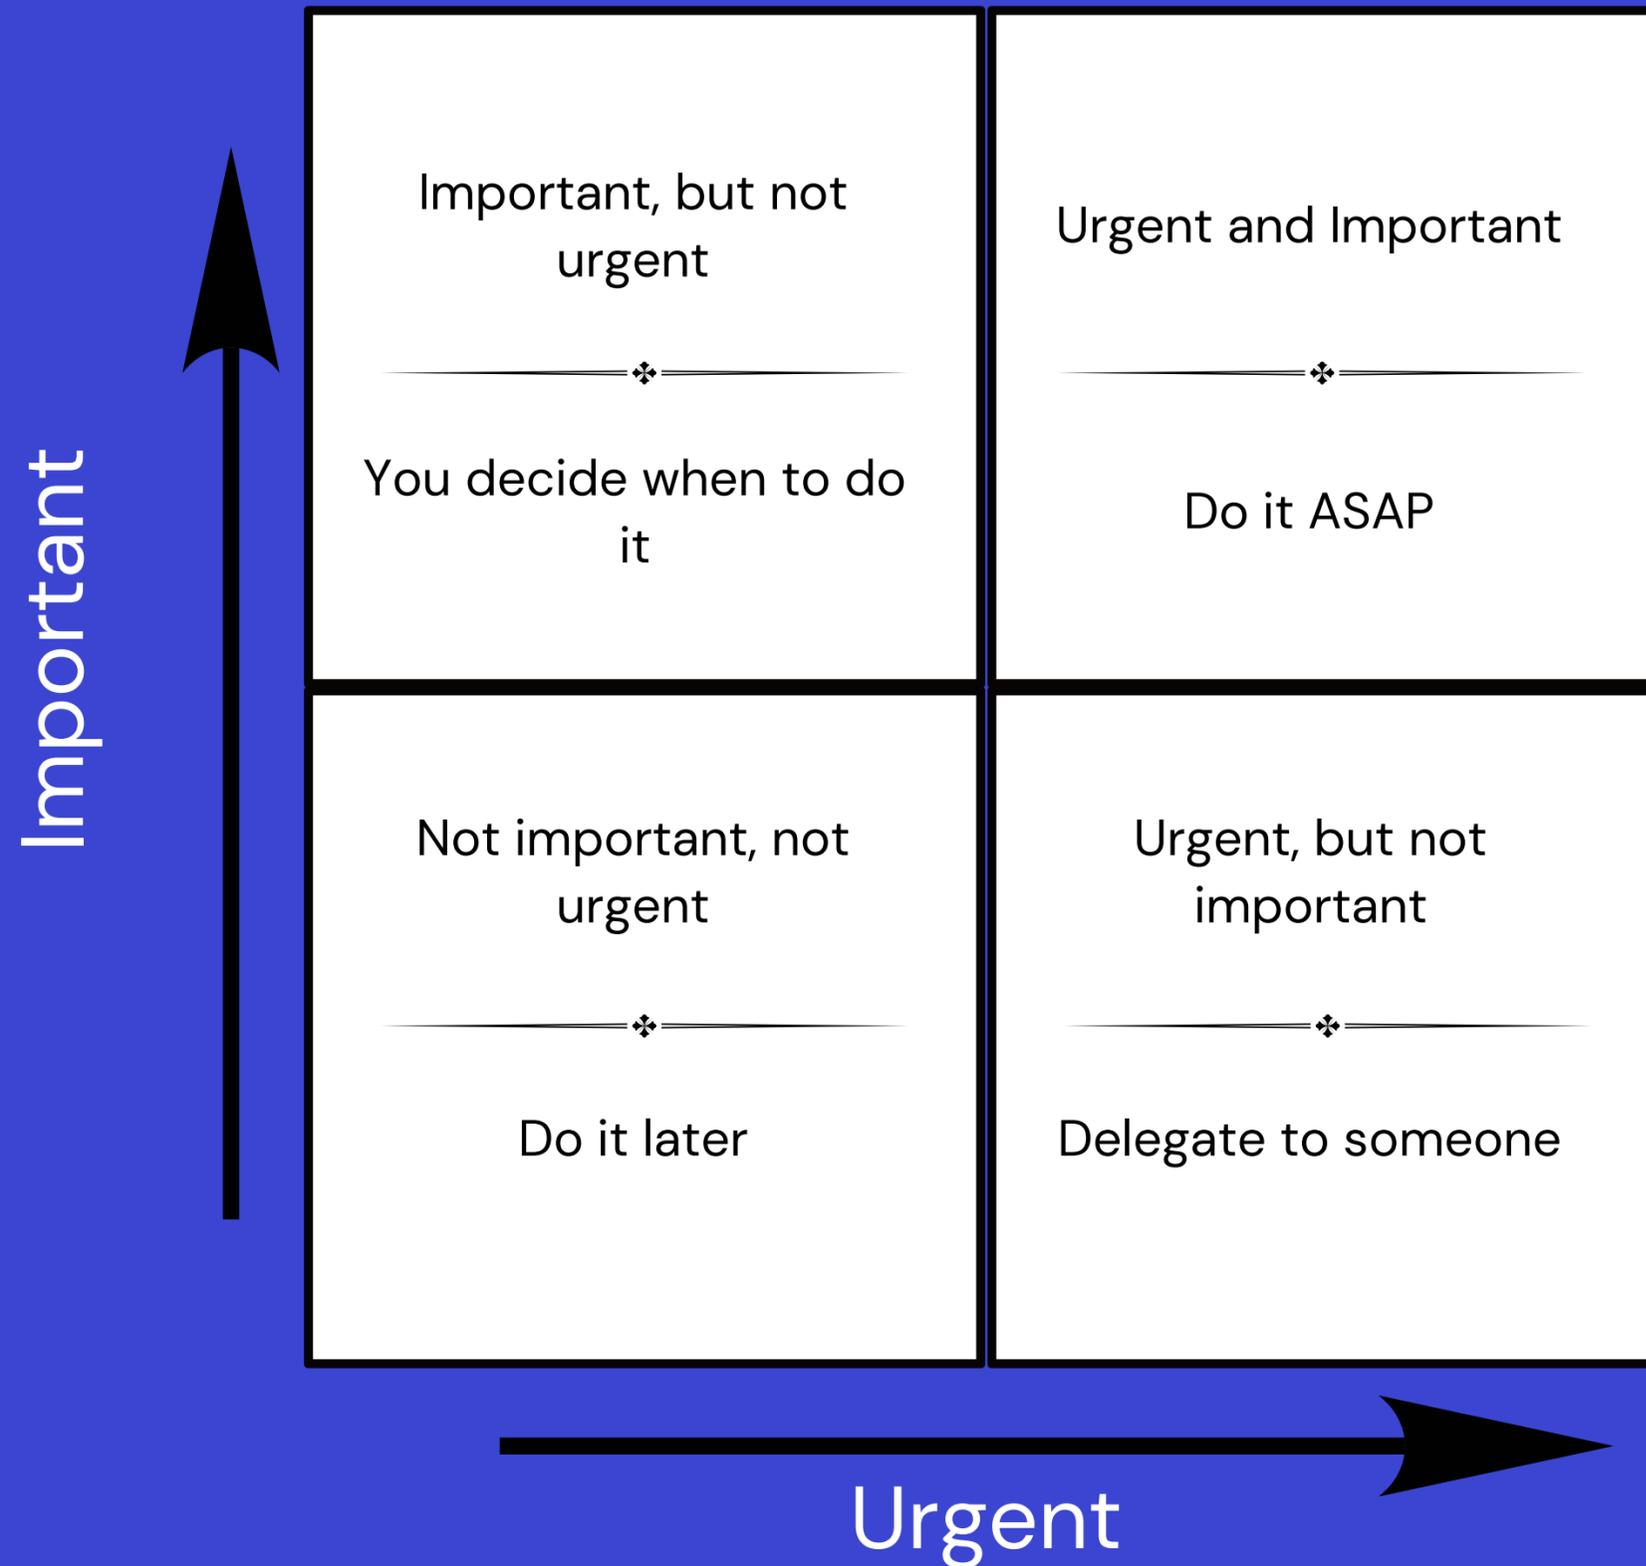 Important, but not
urgent
You decide when to do
it
Urgent and Important
Do it ASAP
Not important, not
urgent
Do it later
Urgent, but not
important
Delegate to someone
Important
Urgent